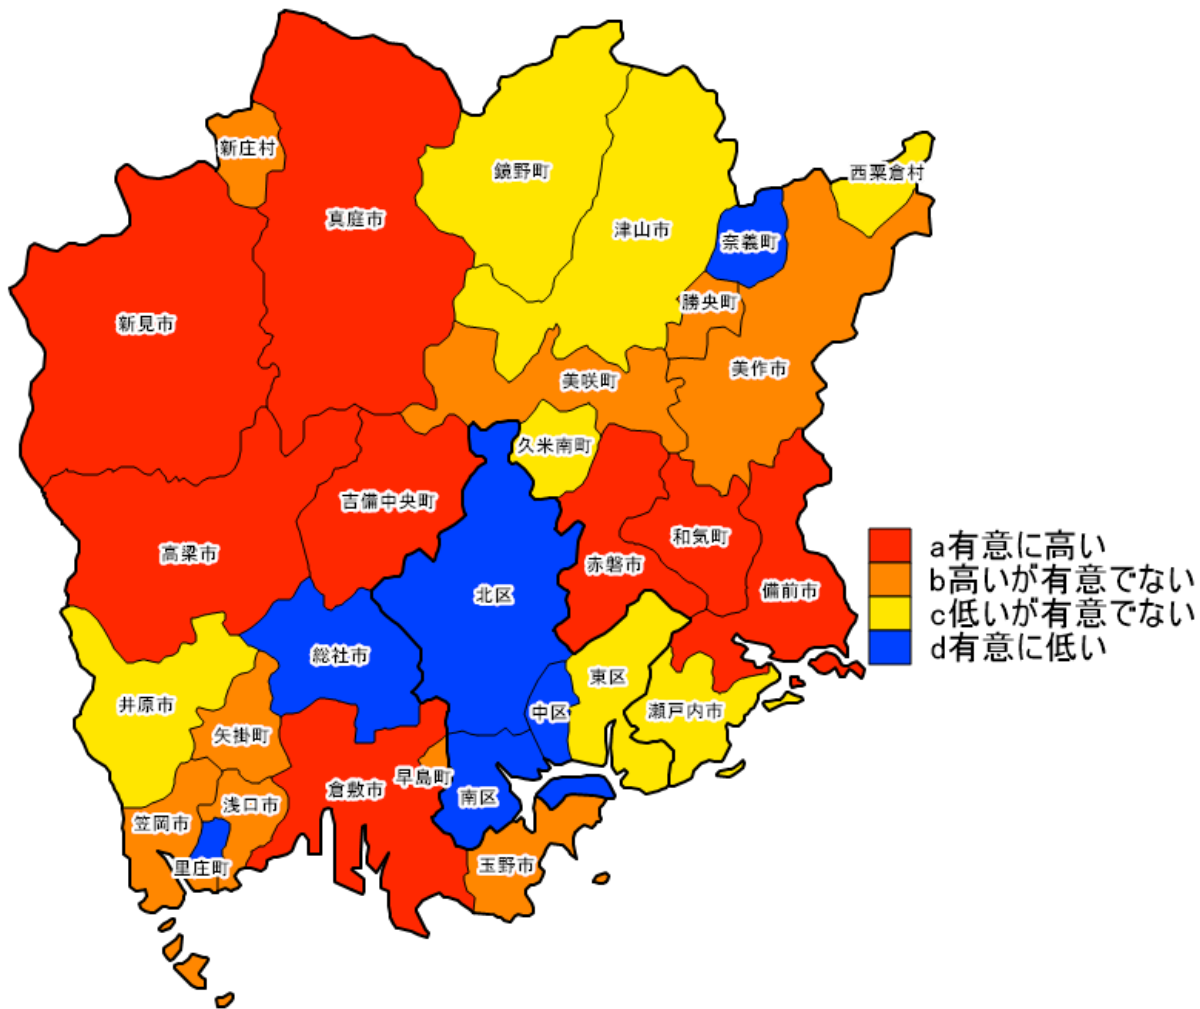 新庄村
鏡野町
西粟倉村
真庭市
津山市
奈義町
勝央町
新見市
美咲町
美作市
久米南町
吉備中央町
和気町
高梁市
赤磐市
備前市
北区
総社市
東区
井原市
中区
瀬戸内市
矢掛町
早島町
倉敷市
南区
浅口市
笠岡市
里庄町
玉野市
a有意に高い
b高いが有意でない
c低いが有意でない
d有意に低い